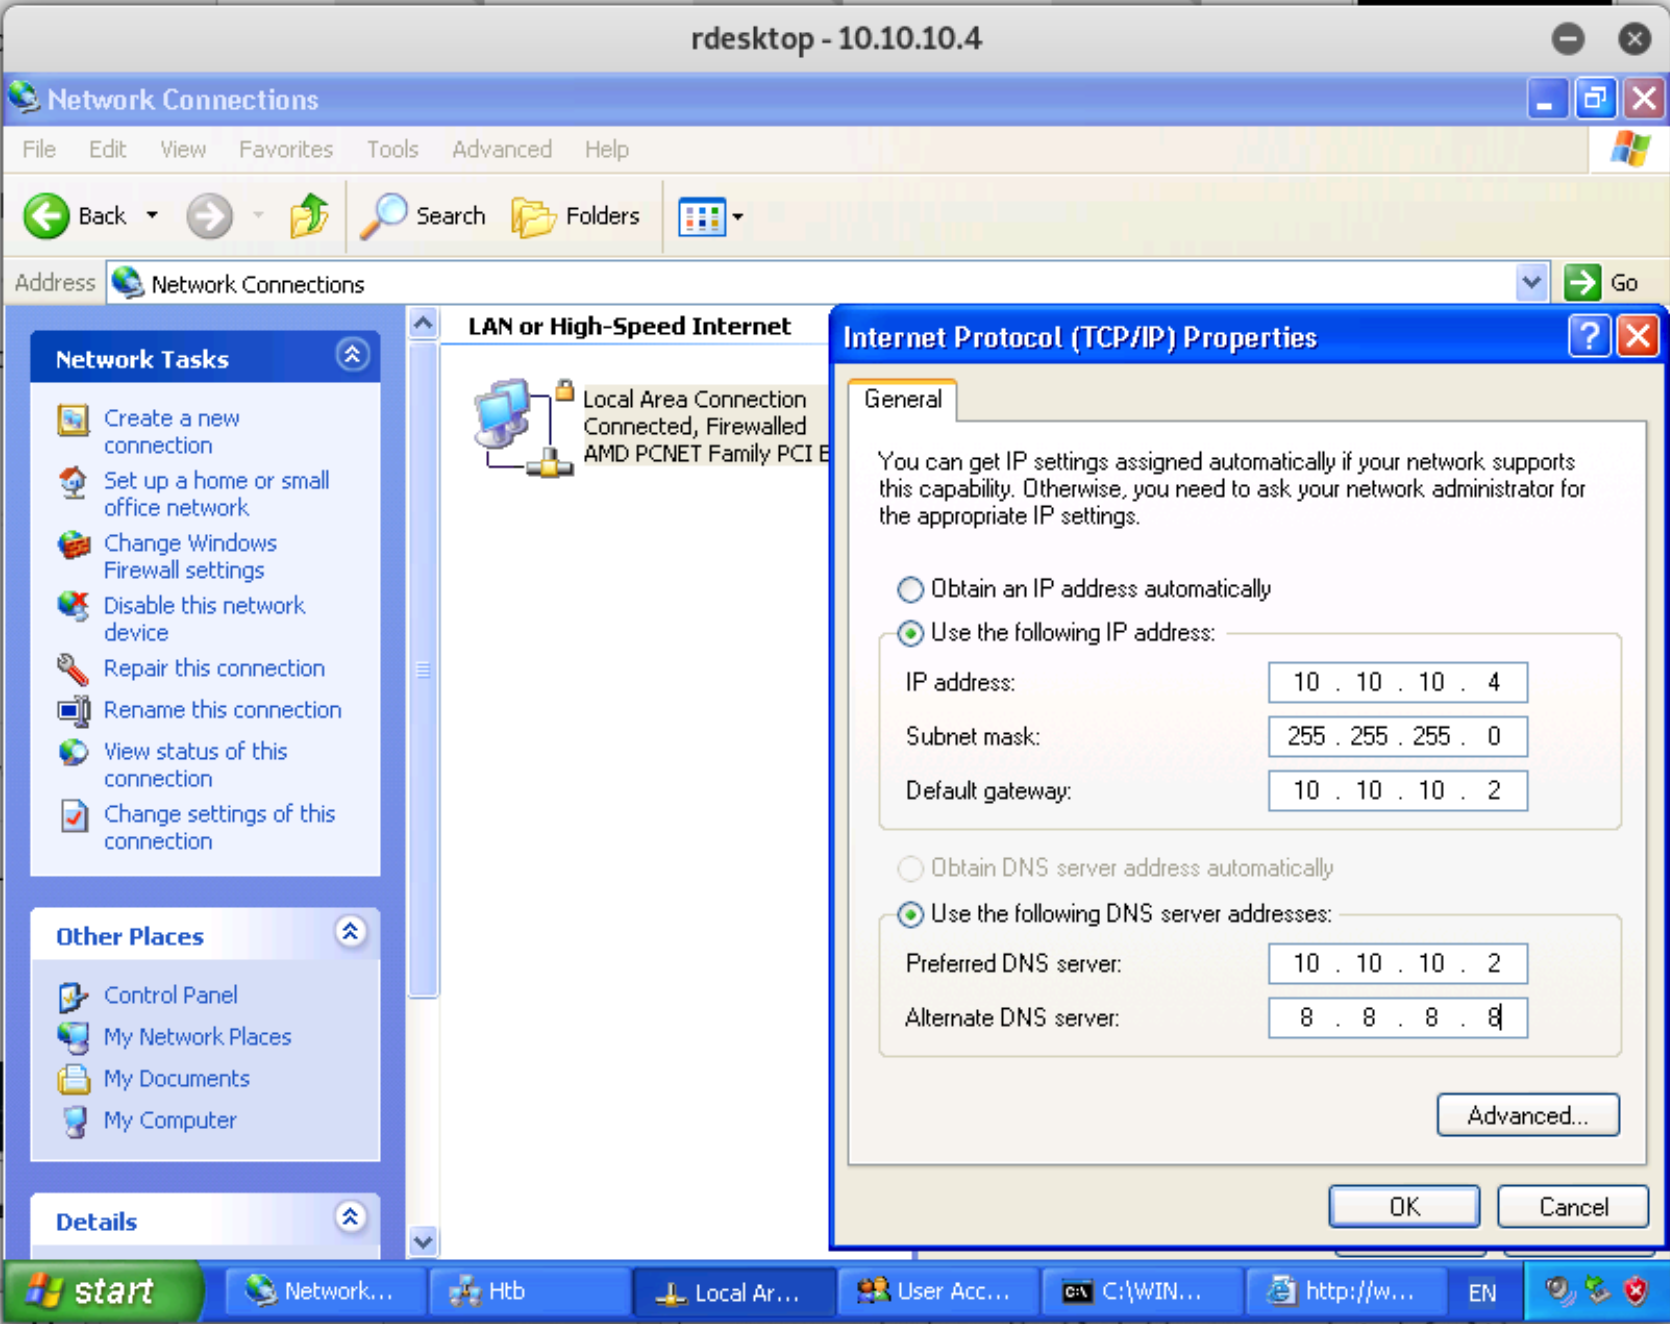 rdesktop - 10.10.10.4
Network Connections
File Edit View Favorites Tools Advanced Help
Back Search Folders
Address Network Connections Go
Network Tasks
Create a new
connection
Set up a home or small
office network
Change Windows
Firewall settings
Disable this network
device
Repair this connection
Rename this connection
View status of this
connection
Change settings of this
connection
Other Places
Control Panel
My Network Places
My Documents
My Computer
Details
LAN or High-Speed Internet
Local Area Connection
Connected, Firewalled
AMD PCNET Family PCI E
Internet Protocol (TCP/IP) Properties
General
You can get IP settings assigned automatically if your network supports
this capability. Otherwise, you need to ask your network administrator for
the appropriate IP settings.
Obtain an IP address automatically
Use the following IP address:
IP address: 10 . 10 . 10 . 4
Subnet mask: 255 . 255 . 255 . 0
Default gateway: 10 . 10 . 10 . 2
Obtain DNS server address automatically
Use the following DNS server addresses:
Preferred DNS server: 10 . 10 . 10 . 2
Alternate DNS server: 8 . 8 . 8 . 8
Advanced...
OK Cancel
start Network... Htb Local Ar... User Acc... C:\WIN... http://w... EN